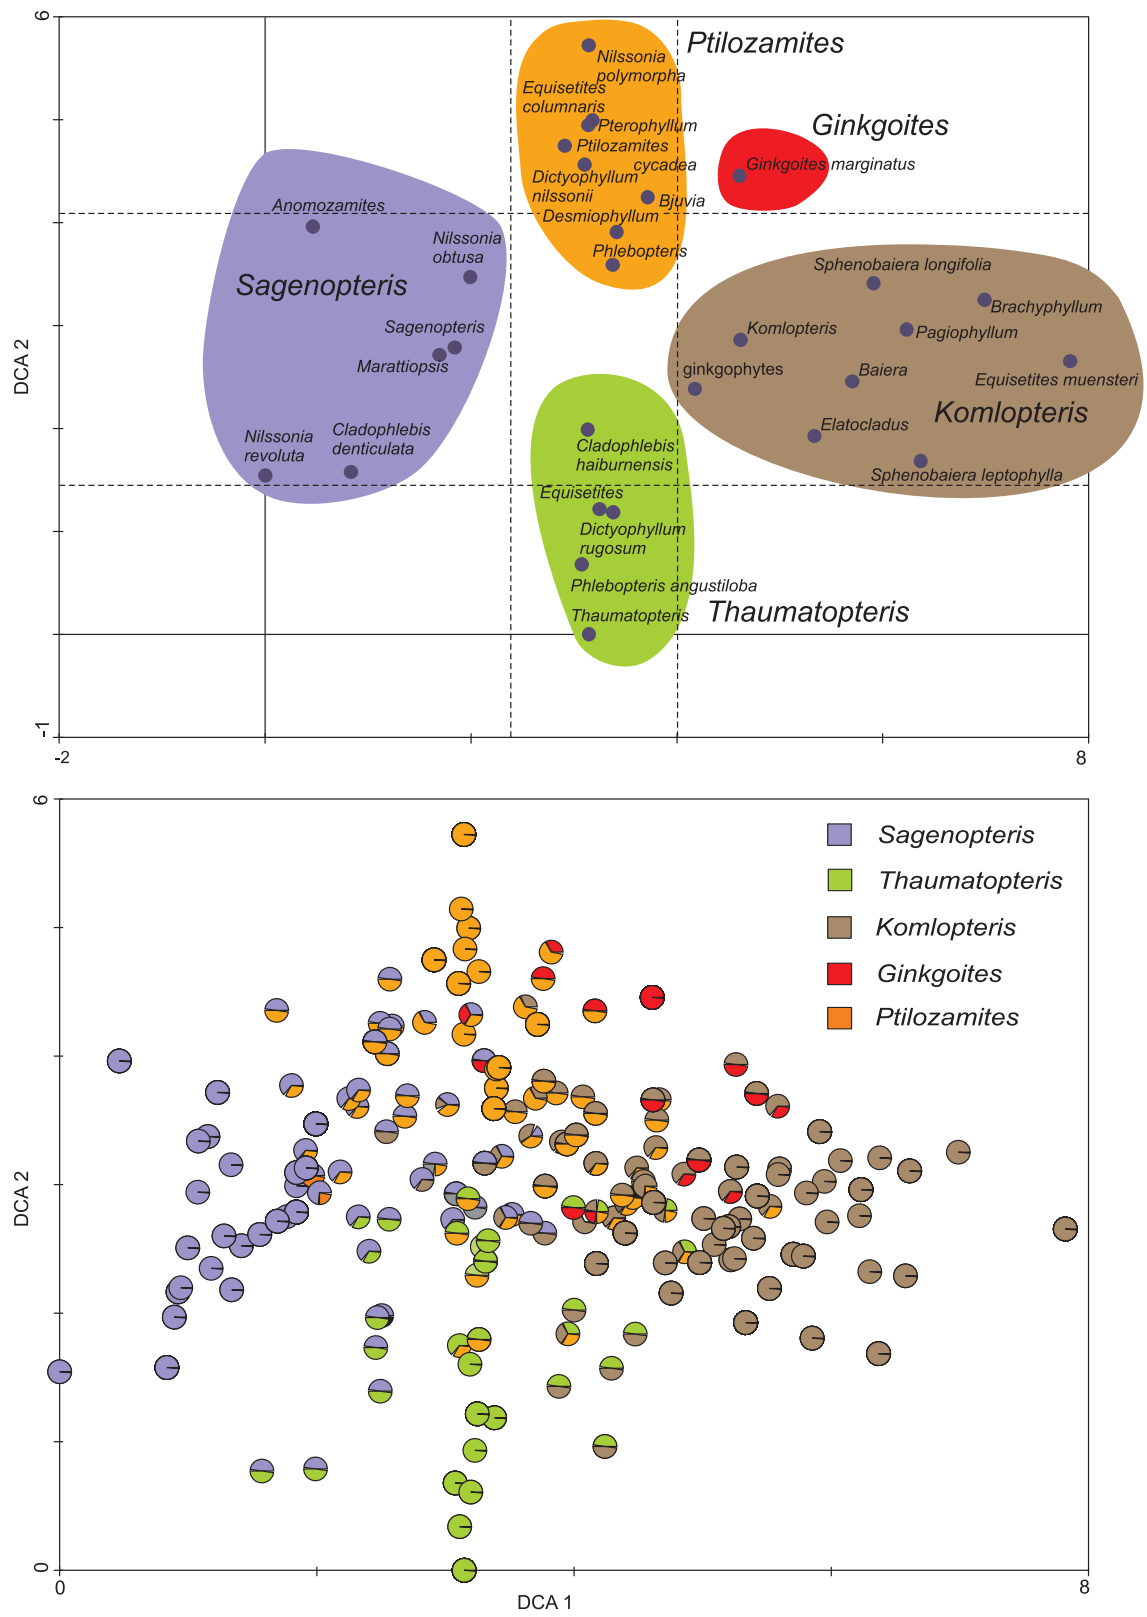 6
Ptilozamites
Nilssonia
polymorpha
Equisetites
columnaris
Pterophyllum
Ginkgoites
Ptilozamites
cycadea
Ginkgoites marginatus
Dictyophyllum
nilssonii
Bjuvia
Anomozamites
Desmiophyllum
Nilssonia
obtusa
Phlebopteris
Sphenobaiera longifolia
Sagenopteris
Brachyphyllum
Sagenopteris
Komlopteris
Pagiophyllum
Marattiopsis
ginkgophytes
Baiera
Equisetites muensteri
DCA 2
Komlopteris
Elatocladus
Nilssonia
revoluta
Cladophlebis
denticulata
Cladophlebis
haiburnensis
Sphenobaiera leptophylla
Equisetites
Dictyophyllum
rugosum
Phlebopteris angustiloba
Thaumatopteris
Thaumatopteris
-1
-2
8
6
Sagenopteris
Thaumatopteris
Komlopteris
Ginkgoites
Ptilozamites
DCA 2
0
0
DCA 1
8